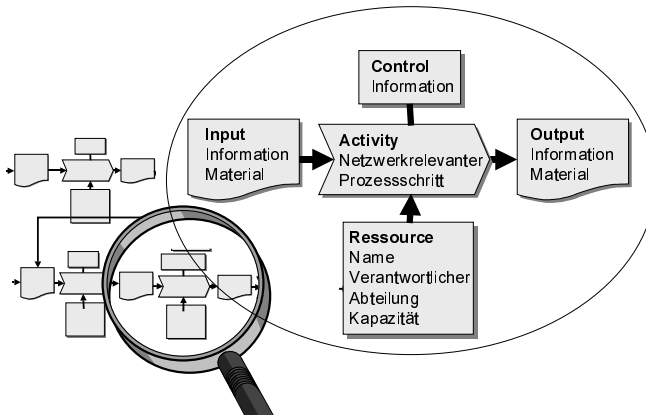 Control
Information
Input
Information
Material
Activity
Netzwerkrelevanter
Prozessschritt
Output
Information
Material
Ressource
Name
Verantwortlicher
Abteilung
Kapazität